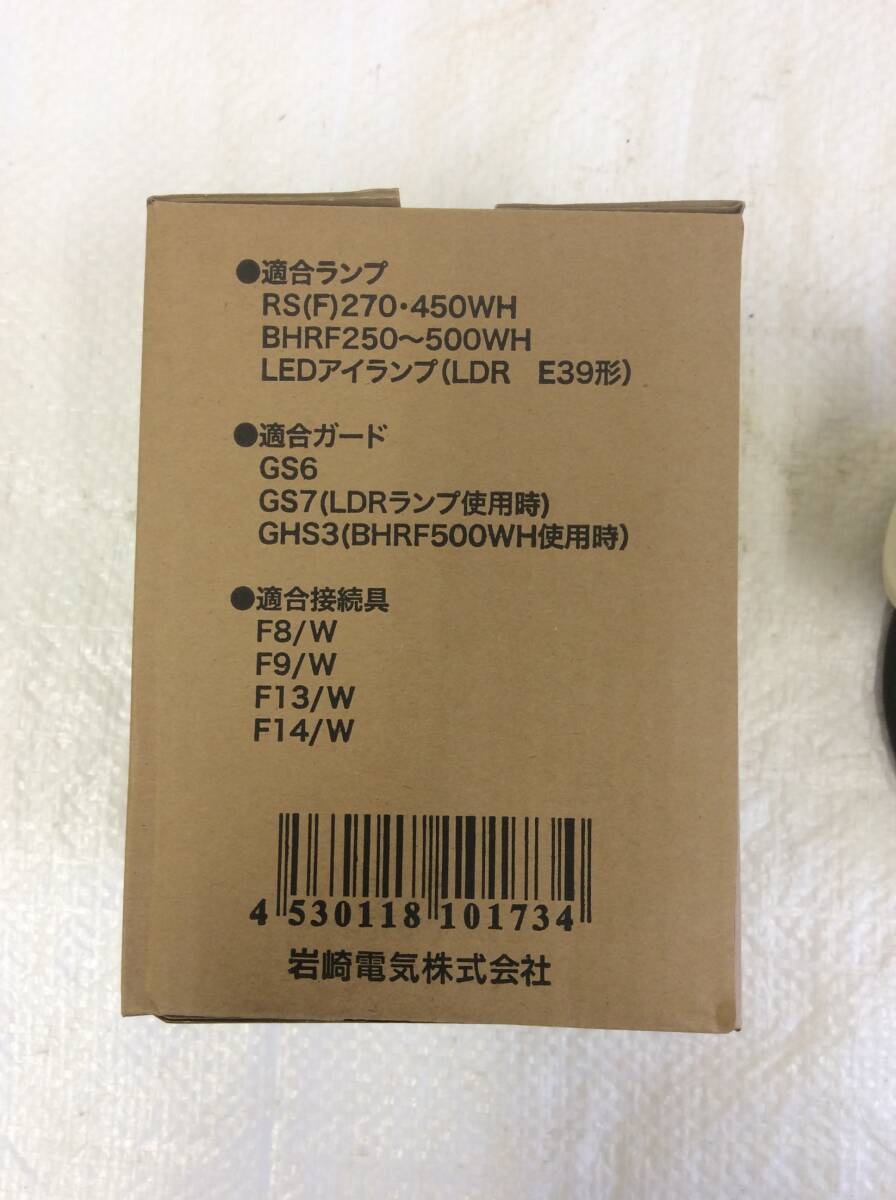 ●適合ランプ
RS(F)270・450WH
BHRF250～500WH
LEDアイランプ(LDR　E39形)
●適合ガード
GS6
GS7(LDRランプ使用時)
GHS3(BHRF500WH使用時)
●適合接続具
F8/W
F9/W
F13/W
F14/W
4 530118 101734
岩崎電気株式会社